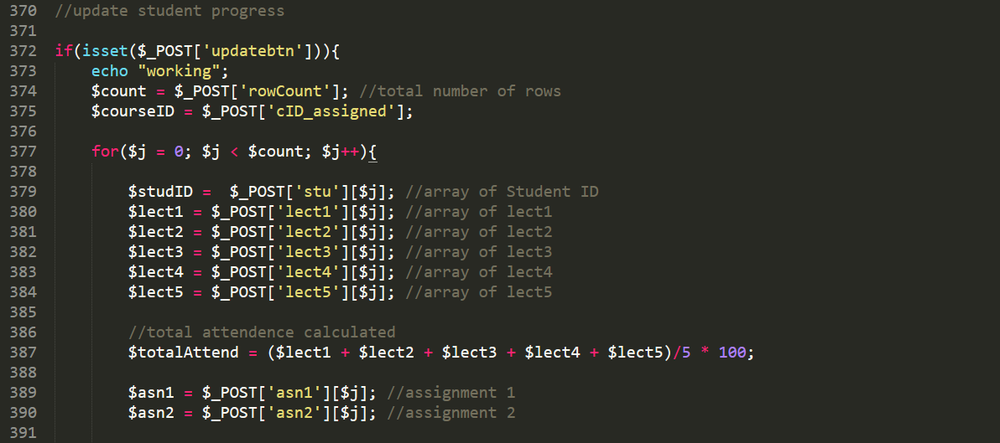 370 //update student progress
371
372 if(isset($_POST['updatebtn'])){
373 echo "working";
374 $count = $_POST['rowCount']; //total number of rows
375 $courseID = $_POST['cID_assigned'];
376
377 for($j = 0; $j < $count; $j++){
378
379 $studID =  $_POST['stu'][$j]; //array of Student ID
380 $lect1 = $_POST['lect1'][$j]; //array of lect1
381 $lect2 = $_POST['lect2'][$j]; //array of lect2
382 $lect3 = $_POST['lect3'][$j]; //array of lect3
383 $lect4 = $_POST['lect4'][$j]; //array of lect4
384 $lect5 = $_POST['lect5'][$j]; //array of lect5
385
386 //total attendence calculated
387 $totalAttend = ($lect1 + $lect2 + $lect3 + $lect4 + $lect5)/5 * 100;
388
389 $asn1 = $_POST['asn1'][$j]; //assignment 1
390 $asn2 = $_POST['asn2'][$j]; //assignment 2
391